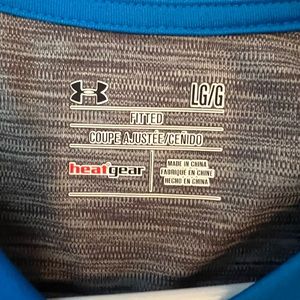 LG/G
FITTED
COUPE AJUSTÉE/CEÑIDO
heatgear
MADE IN CHINA
FABRIQUÉ EN CHINE
HECHO EN CHINA